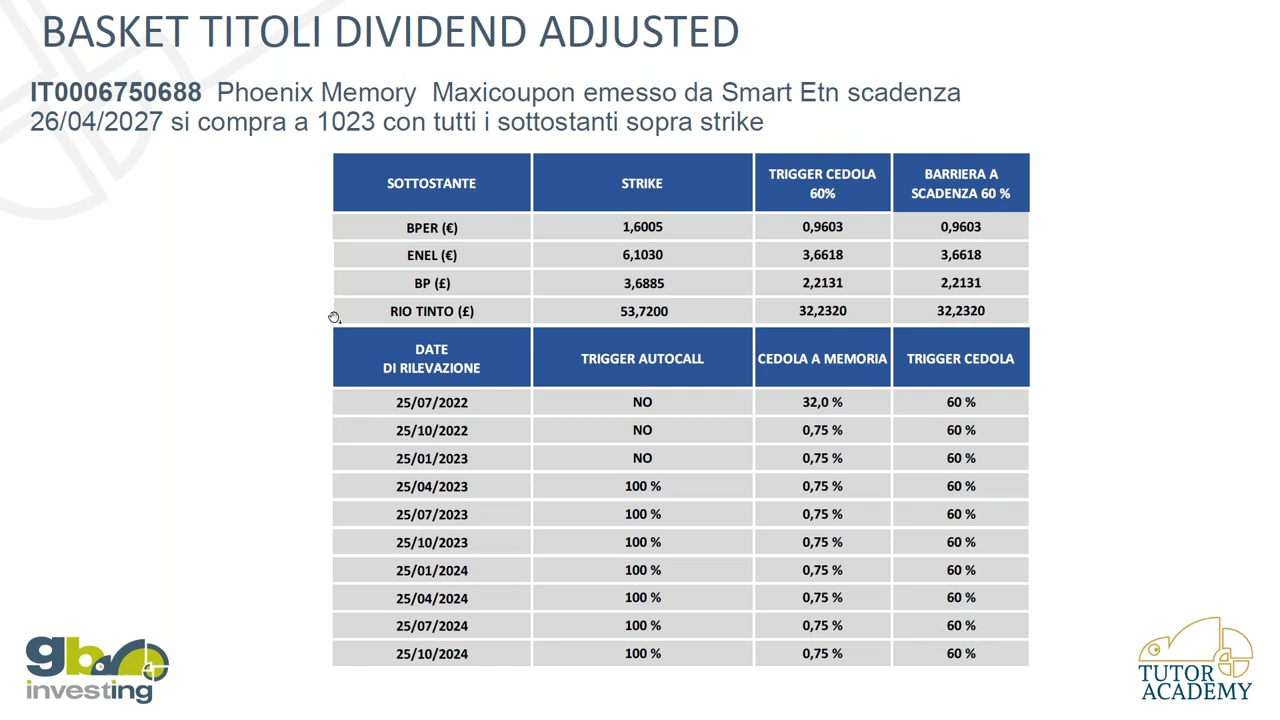 BASKET TITOLI DIVIDEND ADJUSTED
IT0006750688 Phoenix Memory Maxicoupon emesso da Smart Etn scadenza
26/04/2027 si compra a 1023 con tutti i sottostanti sopra strike
SOTTOSTANTE STRIKE TRIGGER CEDOLA 60% BARRIERA A SCADENZA 60 %
BPER (€) 1,6005 0,9603 0,9603
ENEL (€) 6,1030 3,6618 3,6618
BP (£) 3,6885 2,2131 2,2131
RIO TINTO (£) 53,7200 32,2320 32,2320
DATE DI RILEVAZIONE TRIGGER AUTOCALL CEDOLA A MEMORIA TRIGGER CEDOLA
25/07/2022 NO 32,0 % 60 %
25/10/2022 NO 0,75 % 60 %
25/01/2023 NO 0,75 % 60 %
25/04/2023 100 % 0,75 % 60 %
25/07/2023 100 % 0,75 % 60 %
25/10/2023 100 % 0,75 % 60 %
25/01/2024 100 % 0,75 % 60 %
25/04/2024 100 % 0,75 % 60 %
25/07/2024 100 % 0,75 % 60 %
25/10/2024 100 % 0,75 % 60 %
gb
investing
TUTOR
ACADEMY